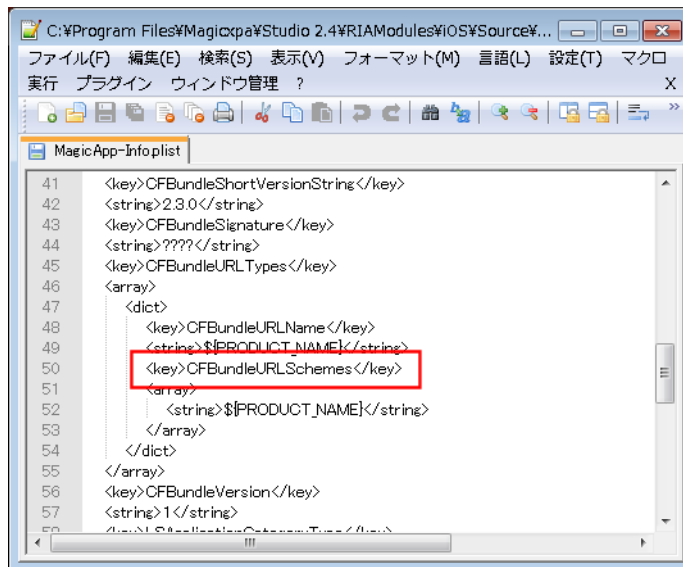 C:¥Program Files¥Magicxpa¥Studio 2.4¥RIAModules¥iOS¥Source¥...
ファイル(F) 編集(E) 検索(S) 表示(V) フォーマット(M) 言語(L) 設定(T) マクロ
実行 プラグイン ウィンドウ管理 ? X
MagicApp-Info.plist
41 <key>CFBundleShortVersionString</key>
42 <string>2.3.0</string>
43 <key>CFBundleSignature</key>
44 <string>????</string>
45 <key>CFBundleURLTypes</key>
46 <array>
47 <dict>
48 <key>CFBundleURLName</key>
49 <string>${PRODUCT_NAME}</string>
50 <key>CFBundleURLSchemes</key>
51 <array>
52 <string>${PRODUCT_NAME}</string>
53 </array>
54 </dict>
55 </array>
56 <key>CFBundleVersion</key>
57 <string>1</string>